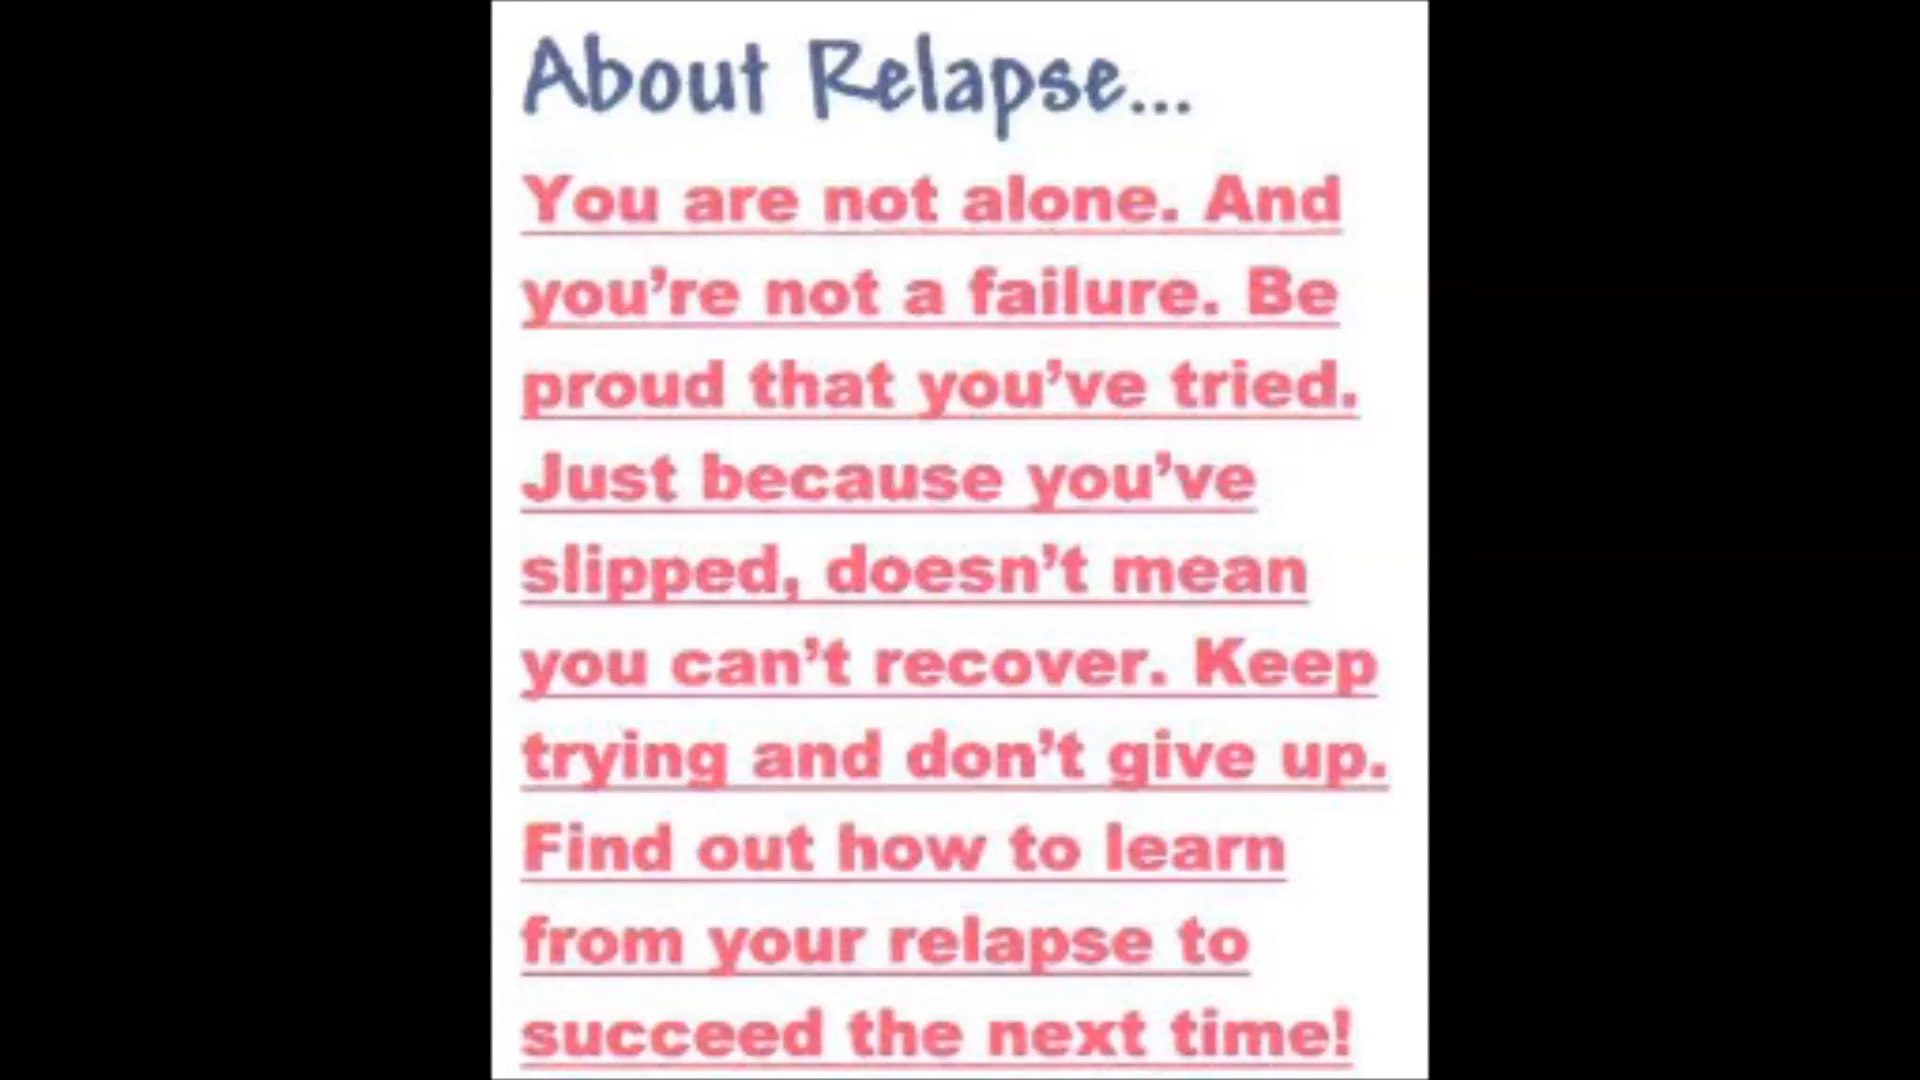 About Relapse...
You are not alone. And
you're not a failure. Be
proud that you've tried.
Just because you've
slipped, doesn't mean
you can't recover. Keep
trying and don't give up.
Find out how to learn
from your relapse to
succeed the next time!